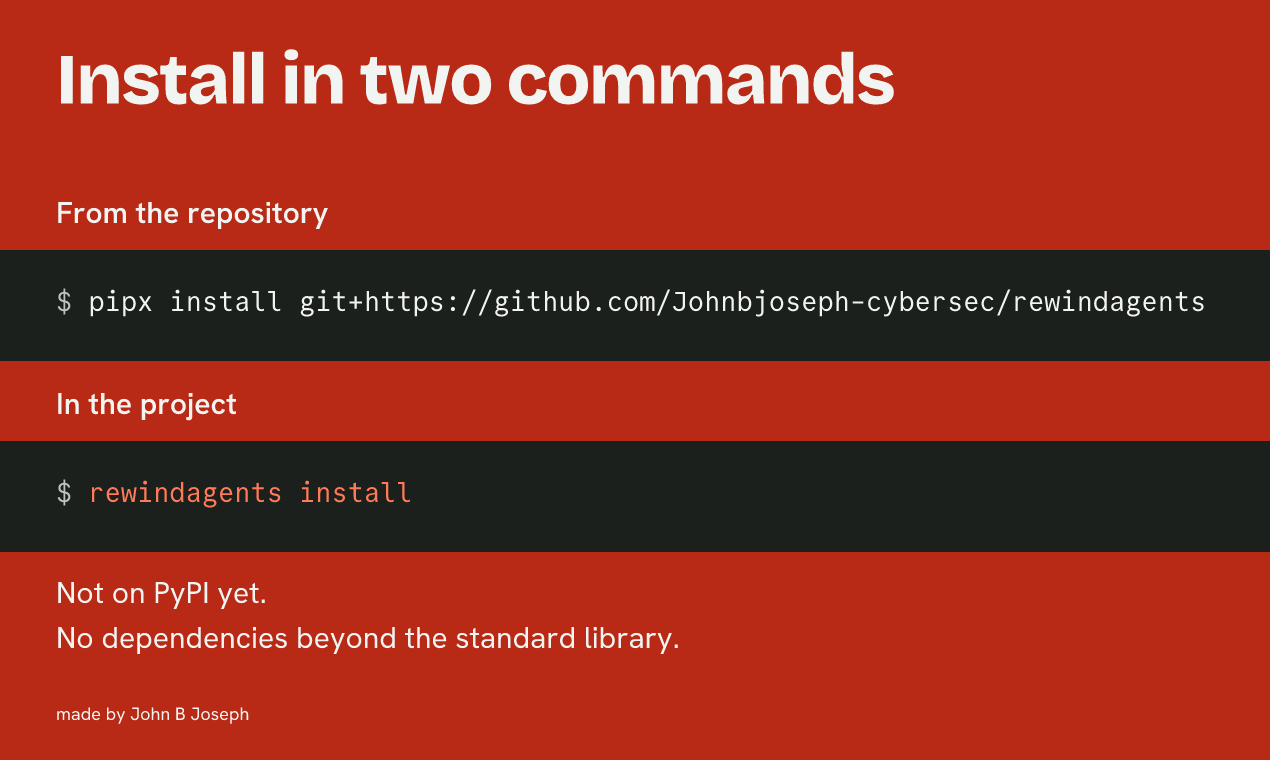 Install in two commands
From the repository
$ pipx install git+https://github.com/Johnbjoseph-cybersec/rewindagents
In the project
$ rewindagents install
Not on PyPI yet.
No dependencies beyond the standard library.
made by John B Joseph